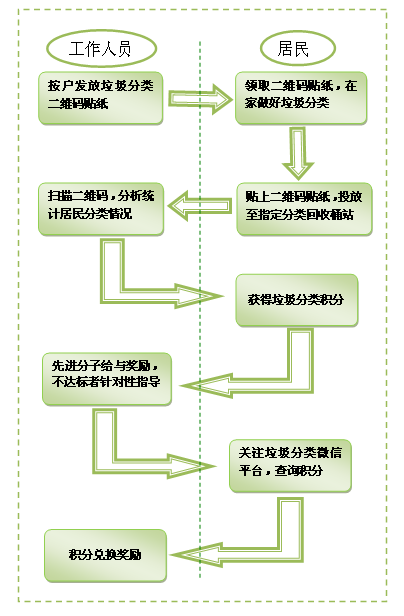 工作人员
居民
按户发放垃圾分类
二维码贴纸
领取二维码贴纸，在
家做好垃圾分类
贴上二维码贴纸，投放
至指定分类回收桶站
扫描二维码，分析统
计居民分类情况
获得垃圾分类积分
先进分子给与奖励，
不达标者针对性指导
关注垃圾分类微信
平台，查询积分
积分兑换奖励